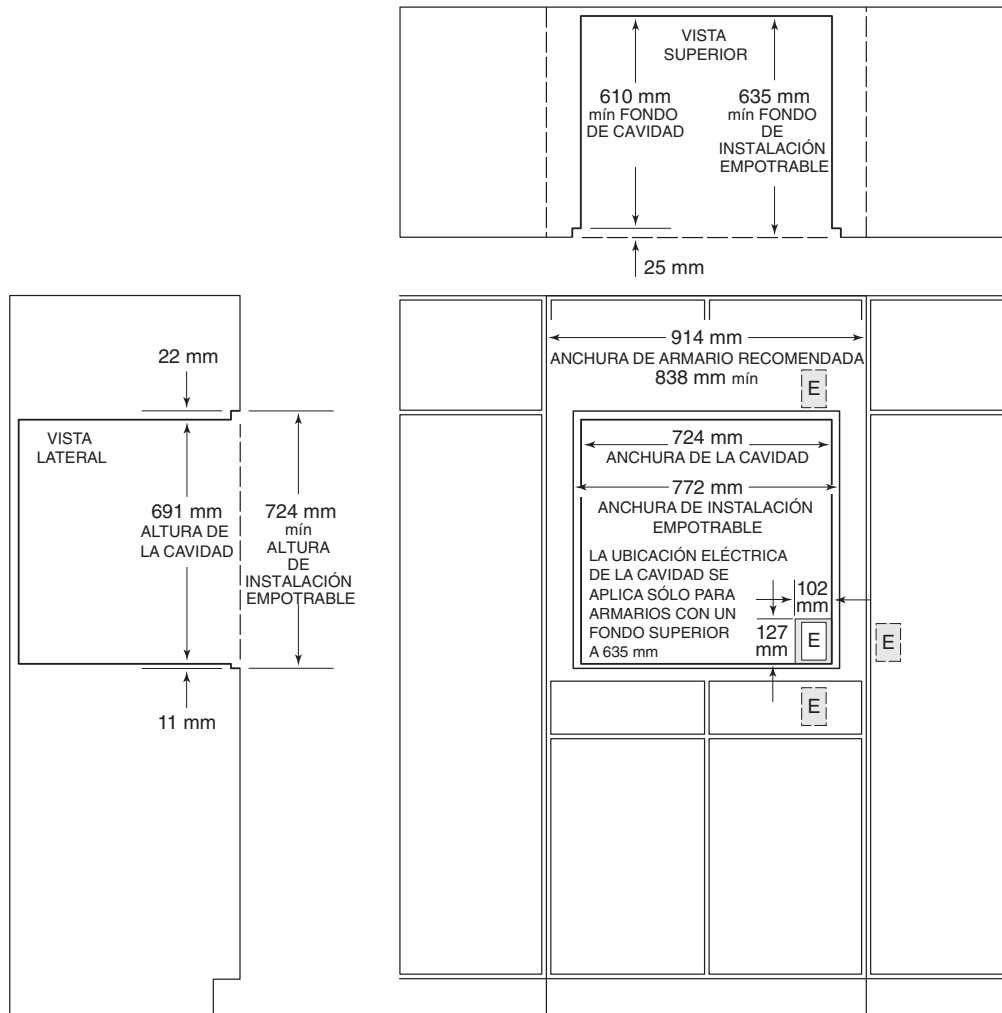 VISTA
SUPERIOR
610 mm
mín FONDO
DE CAVIDAD
635 mm
mín FONDO
DE
INSTALACIÓN
EMPOTRABLE
25 mm
22 mm
VISTA
LATERAL
691 mm
ALTURA DE
LA CAVIDAD
724 mm
mín
ALTURA
DE
INSTALACIÓN
EMPOTRABLE
11 mm
914 mm
ANCHURA DE ARMARIO RECOMENDADA
838 mm mín
E
724 mm
ANCHURA DE LA CAVIDAD
772 mm
ANCHURA DE INSTALACIÓN
EMPOTRABLE
LA UBICACIÓN ELÉCTRICA
DE LA CAVIDAD SE
APLICA SÓLO PARA
ARMARIOS CON UN
FONDO SUPERIOR
A 635 mm
102
mm
127
mm
E
E
E